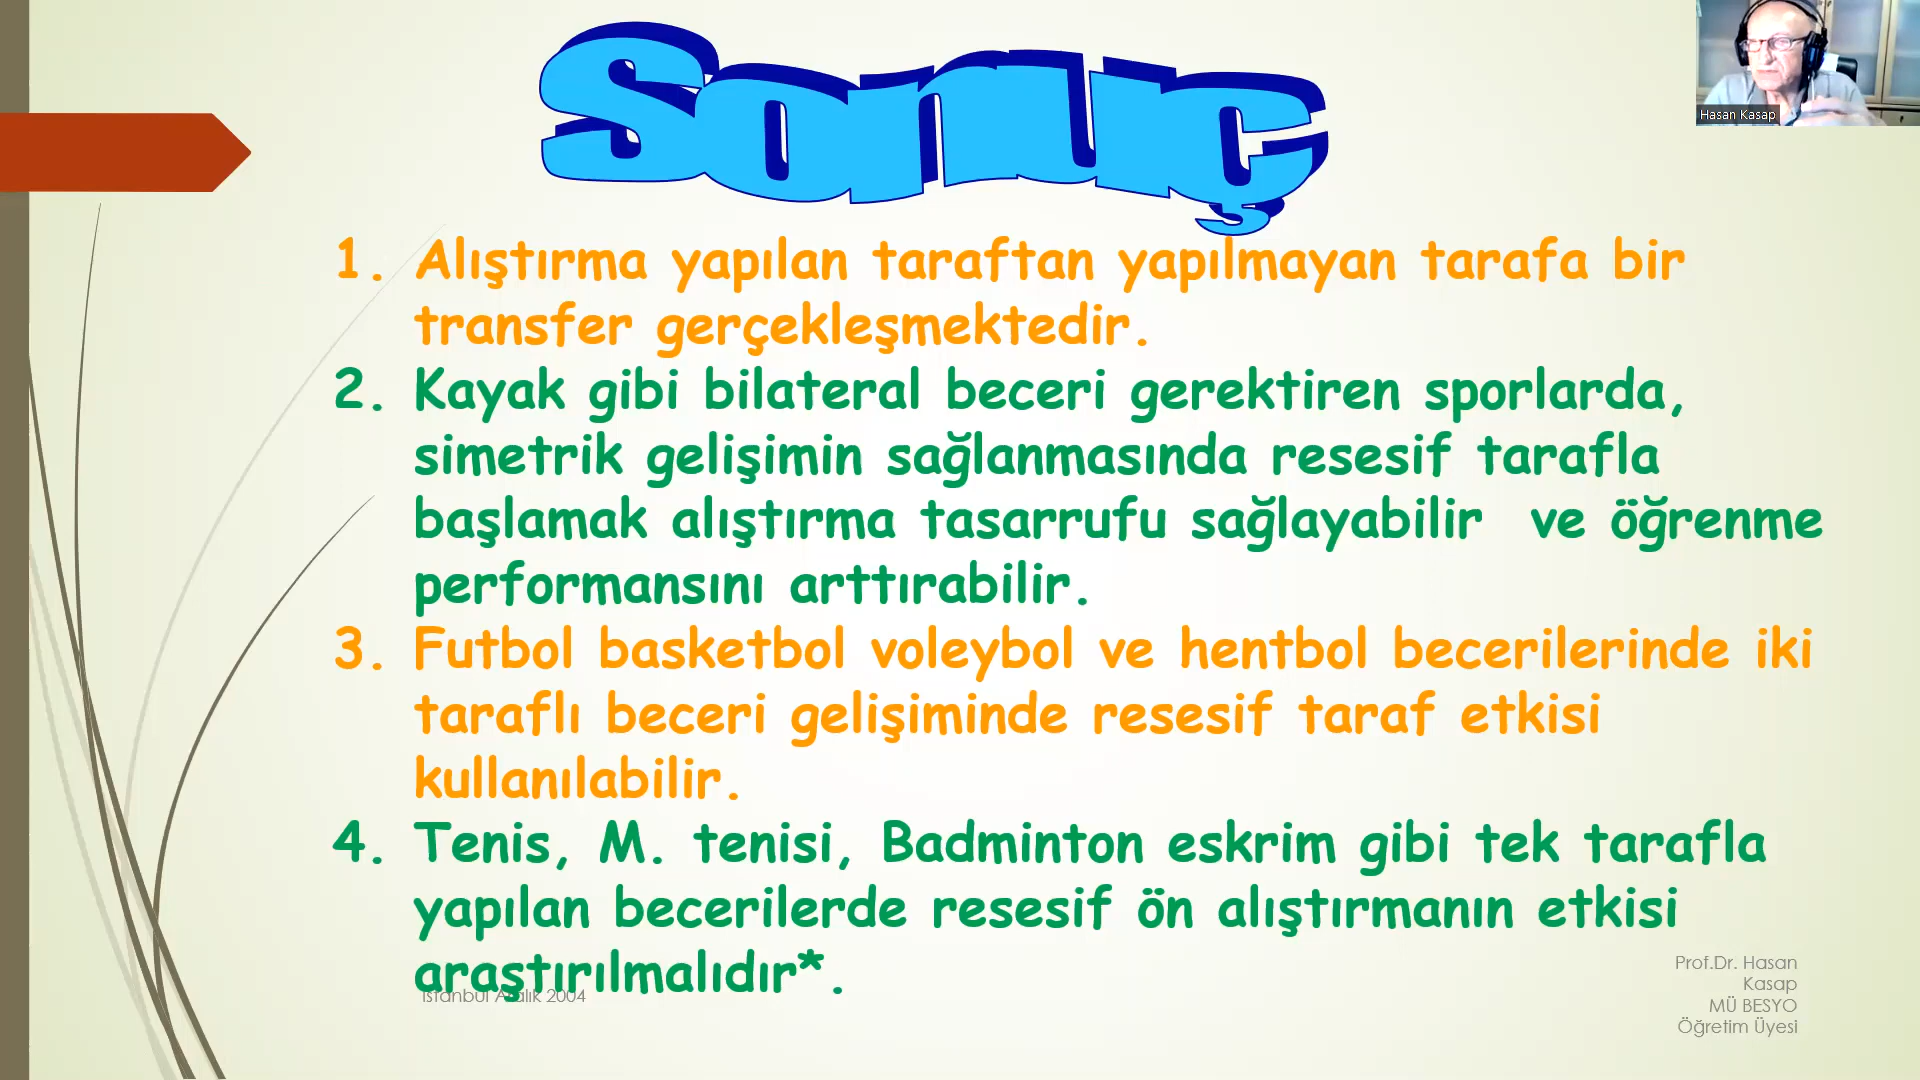 Sonuç
Hasan Kasap
1. Alıştırma yapılan taraftan yapılmayan tarafa bir
transfer gerçekleşmektedir.
2. Kayak gibi bilateral beceri gerektiren sporlarda,
simetrik gelişimin sağlanmasında resesif tarafla
başlamak alıştırma tasarrufu sağlayabilir ve öğrenme
performansını arttırabilir.
3. Futbol basketbol voleybol ve hentbol becerilerinde iki
taraflı beceri gelişiminde resesif taraf etkisi
kullanılabilir.
4. Tenis, M. tenisi, Badminton eskrim gibi tek tarafla
yapılan becerilerde resesif ön alıştırmanın etkisi
araştırılmalıdır*.
İstanbul Aralık 2004
Prof.Dr. Hasan
Kasap
MÜ BESYO
Öğretim Üyesi